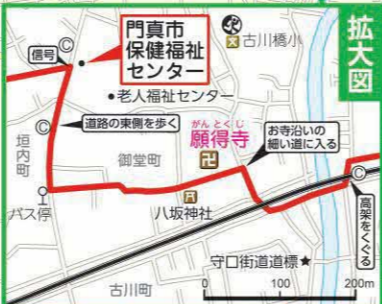 拡大図
門真市
保健福祉
センター
信号
古川橋小
老人福祉センター
道路の東側を歩く
がんとくじ
願得寺
お寺沿いの
細い道に入る
垣内町
御堂町
バス停
八坂神社
高架をくぐる
守口街道道標★
古川町
0 100 200m